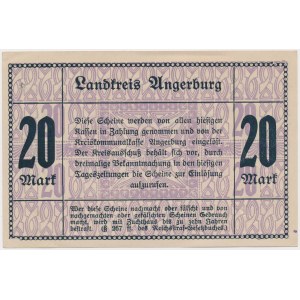 Landkreis Angerburg
Diese Scheine werden von allen hiesigen
Kassen in Zahlung genommen und von der
Kreiskommunalkasse Angerburg eingelöst.
Der Kreisausschuß behält sich vor, durch
dreimalige Bekanntmachung in den hiesigen
Tageszeitungen die Scheine zur Einlösung
aufzurufen.
20
Mark
20
Mark
Wer diese Scheine nachmacht oder fälscht und von
nachgemachten oder gefälschten Scheinen Gebrauch
macht, wird mit Zuchthaus bis zu zehn Jahren
bestraft. (§ 267 ff. des Reichsstraf-Gesetzbuches.)